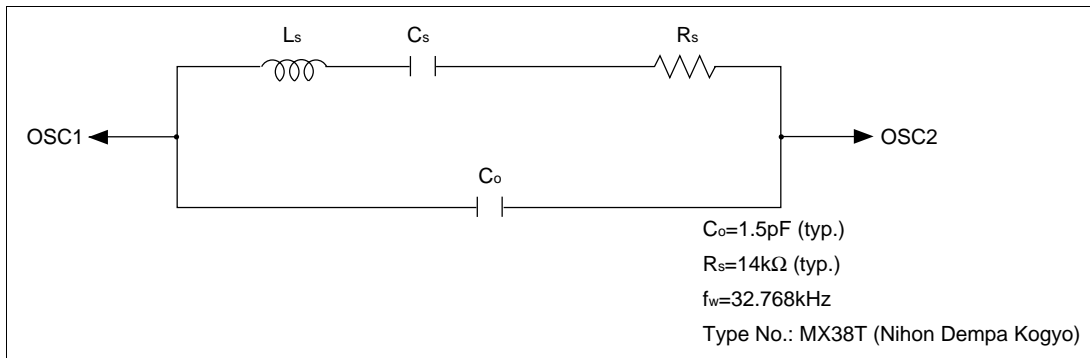 Ls
Cs
Rs
OSC1
OSC2
Co
Co=1.5pF (typ.)
Rs=14kΩ (typ.)
fw=32.768kHz
Type No.: MX38T (Nihon Dempa Kogyo)